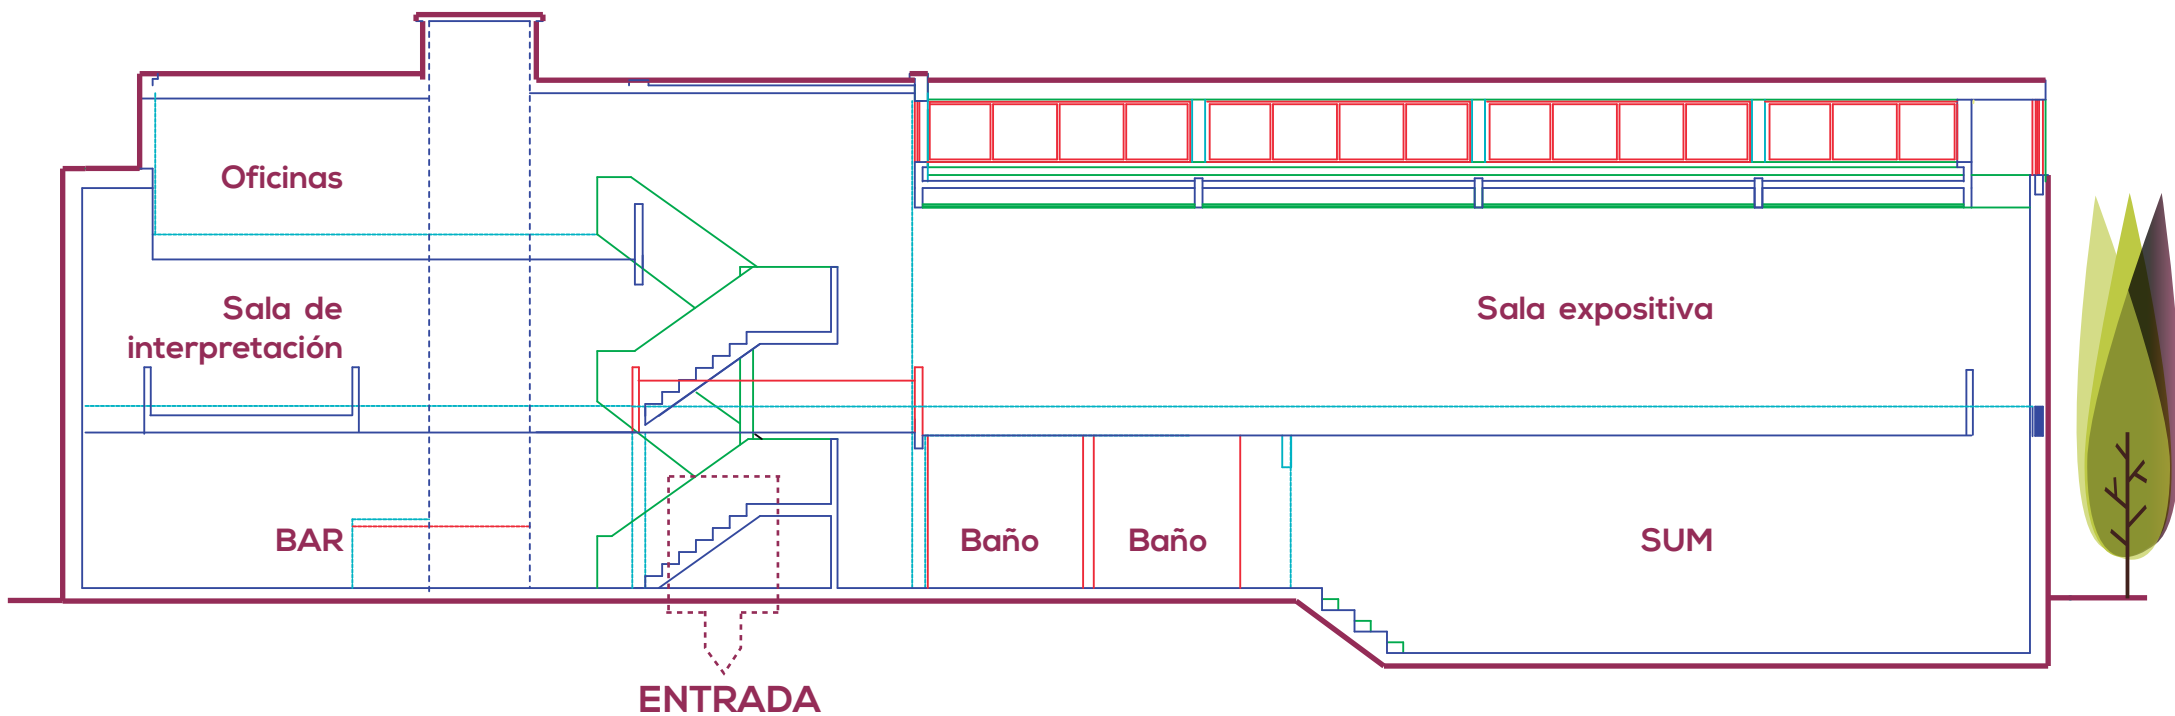 Oficinas
Sala de
interpretación
Sala expositiva
BAR
Baño
Baño
SUM
ENTRADA